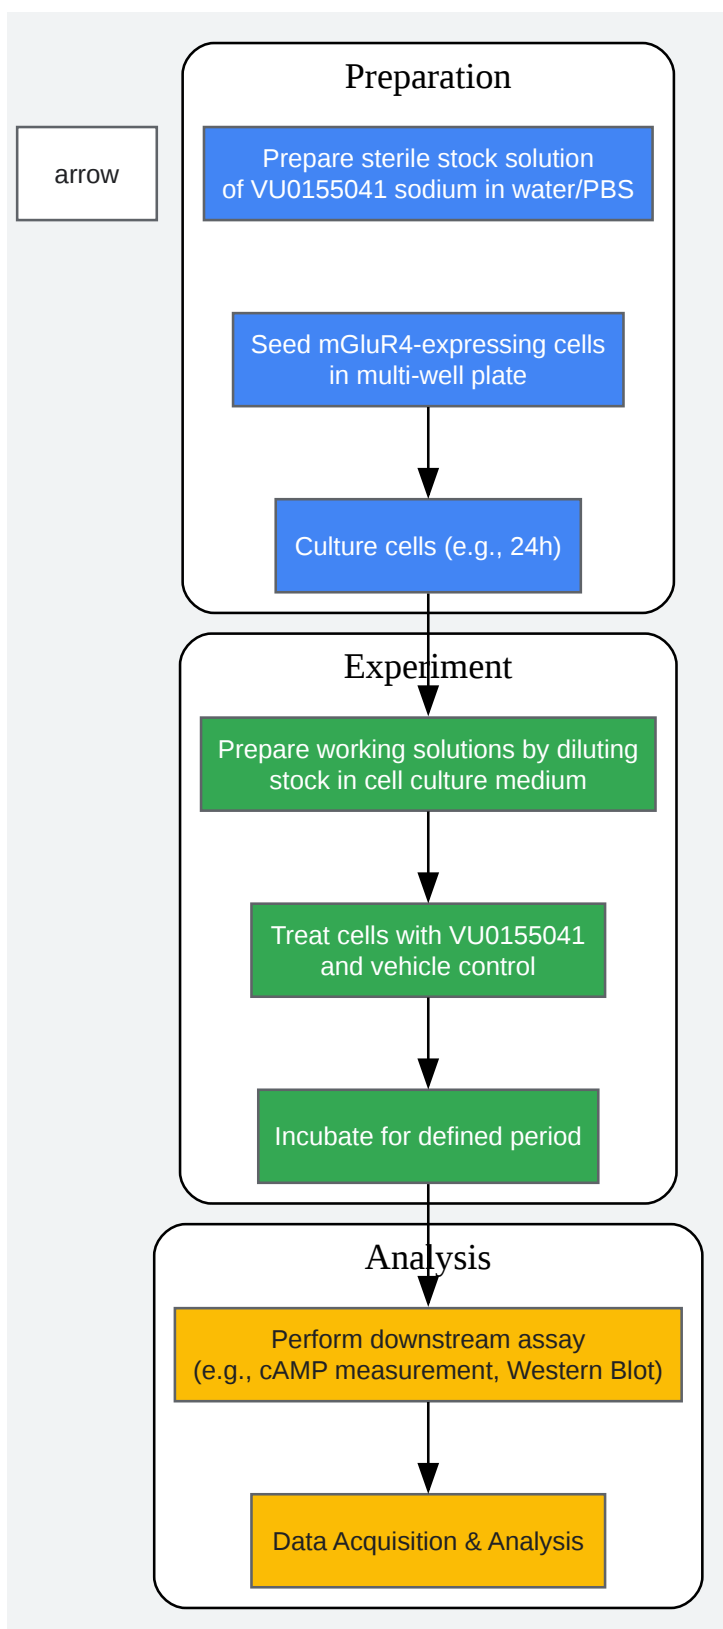 Preparation
arrow
Prepare sterile stock solution
of VU0155041 sodium in water/PBS
Seed mGluR4-expressing cells
in multi-well plate
Culture cells (e.g., 24h)
Experiment
Prepare working solutions by diluting
stock in cell culture medium
Treat cells with VU0155041
and vehicle control
Incubate for defined period
Analysis
Perform downstream assay
(e.g., cAMP measurement, Western Blot)
Data Acquisition & Analysis